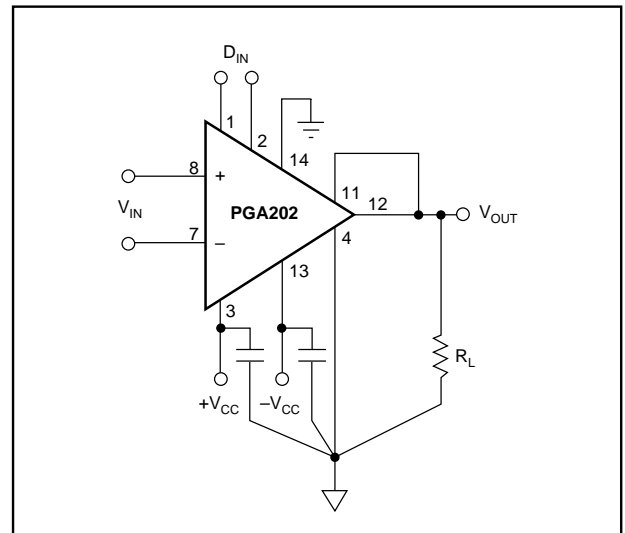 D_IN
1
2
14
8
+
11
12
V_IN
PGA202
V_OUT
7
–
4
13
3
R_L
+V_CC
–V_CC